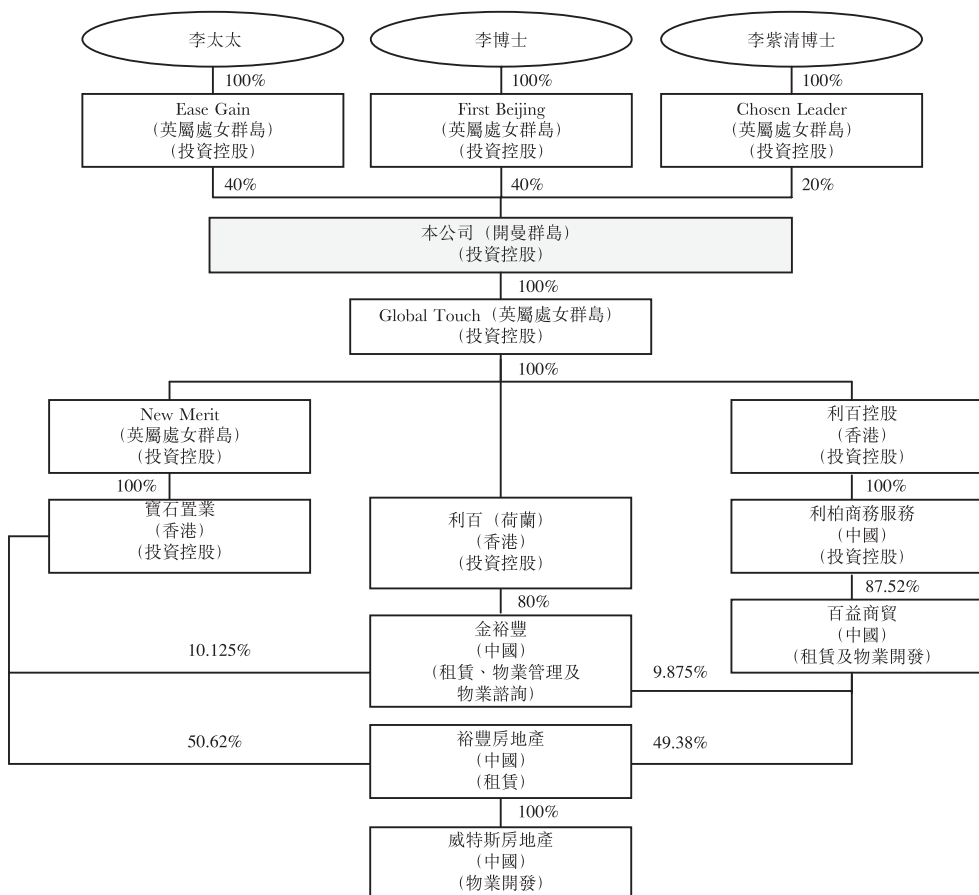 李太太
李博士
李紫清博士
100%
100%
100%
Ease Gain
(英屬處女群島)
(投資控股)
First Beijing
(英屬處女群島)
(投資控股)
Chosen Leader
(英屬處女群島)
(投資控股)
40%
40%
20%
本公司(開曼群島)
(投資控股)
100%
Global Touch(英屬處女群島)
(投資控股)
100%
New Merit
(英屬處女群島)
(投資控股)
利百控股
(香港)
(投資控股)
100%
100%
寶石置業
(香港)
(投資控股)
利百(荷蘭)
(香港)
(投資控股)
利柏商務服務
(中國)
(投資控股)
80%
87.52%
金裕豐
(中國)
(租賃、物業管理及
物業諮詢)
百益商貿
(中國)
(租賃及物業開發)
10.125%
9.875%
50.62%
49.38%
裕豐房地產
(中國)
(租賃)
100%
威特斯房地產
(中國)
(物業開發)